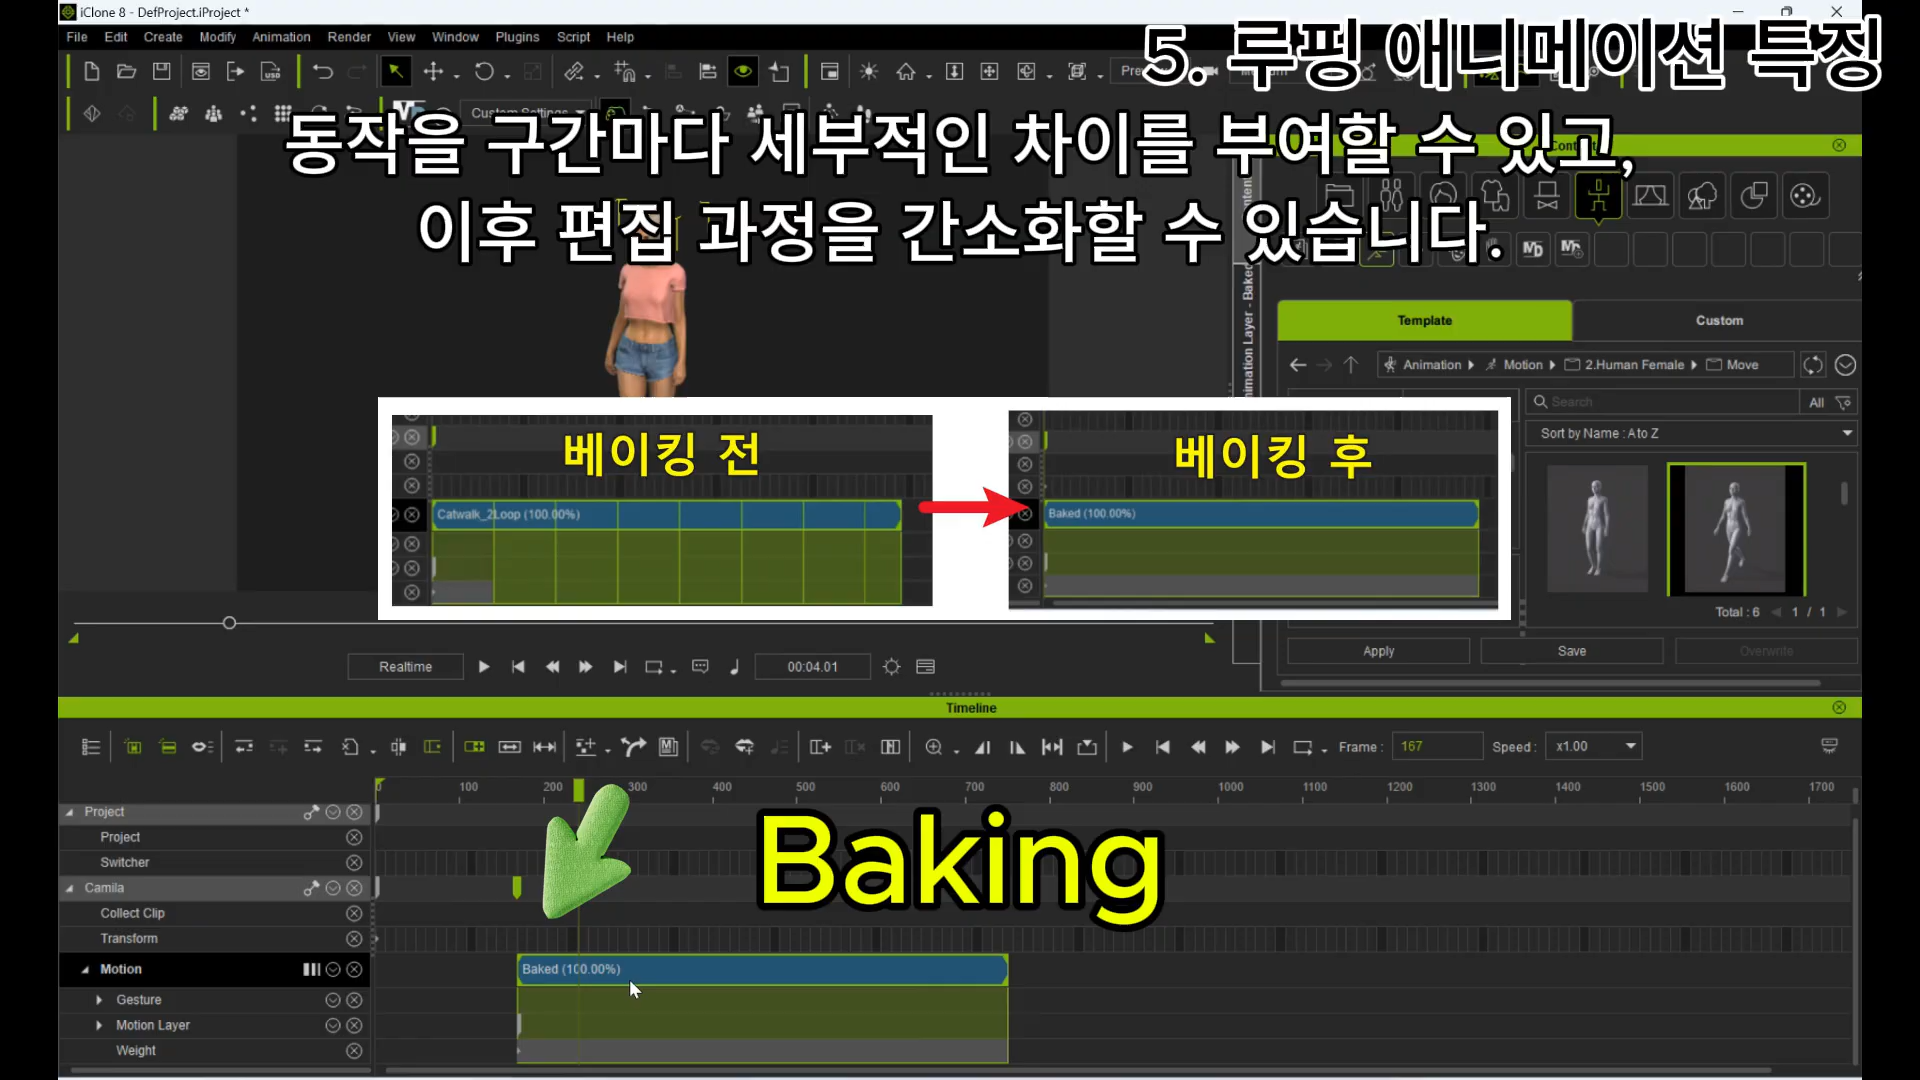 iClone 8 - DefProject.iProject *
File Edit Create Modify Animation Render View Window Plugins Script Help
5. 루핑 애니메이션 특징
동작을 구간마다 세부적인 차이를 부여할 수 있고,
이후 편집 과정을 간소화할 수 있습니다.
Template Custom
Animation Motion 2.Human Female Move
Search All
Sort by Name : A to Z
베이킹 전
Catwalk_2Loop (100.00%)
베이킹 후
Baked (100.00%)
Total : 6 1 / 1
Apply Save Overwrite
Realtime 00:04.01
Timeline
Frame : 167 Speed : x1.00
0 100 200 300 400 500 600 700 800 900 1000 1100 1200 1300 1400 1500 1600 1700
Project
Project
Switcher
Camila
Collect Clip
Transform
Motion
Gesture
Motion Layer
Weight
Baking
Baked (100.00%)